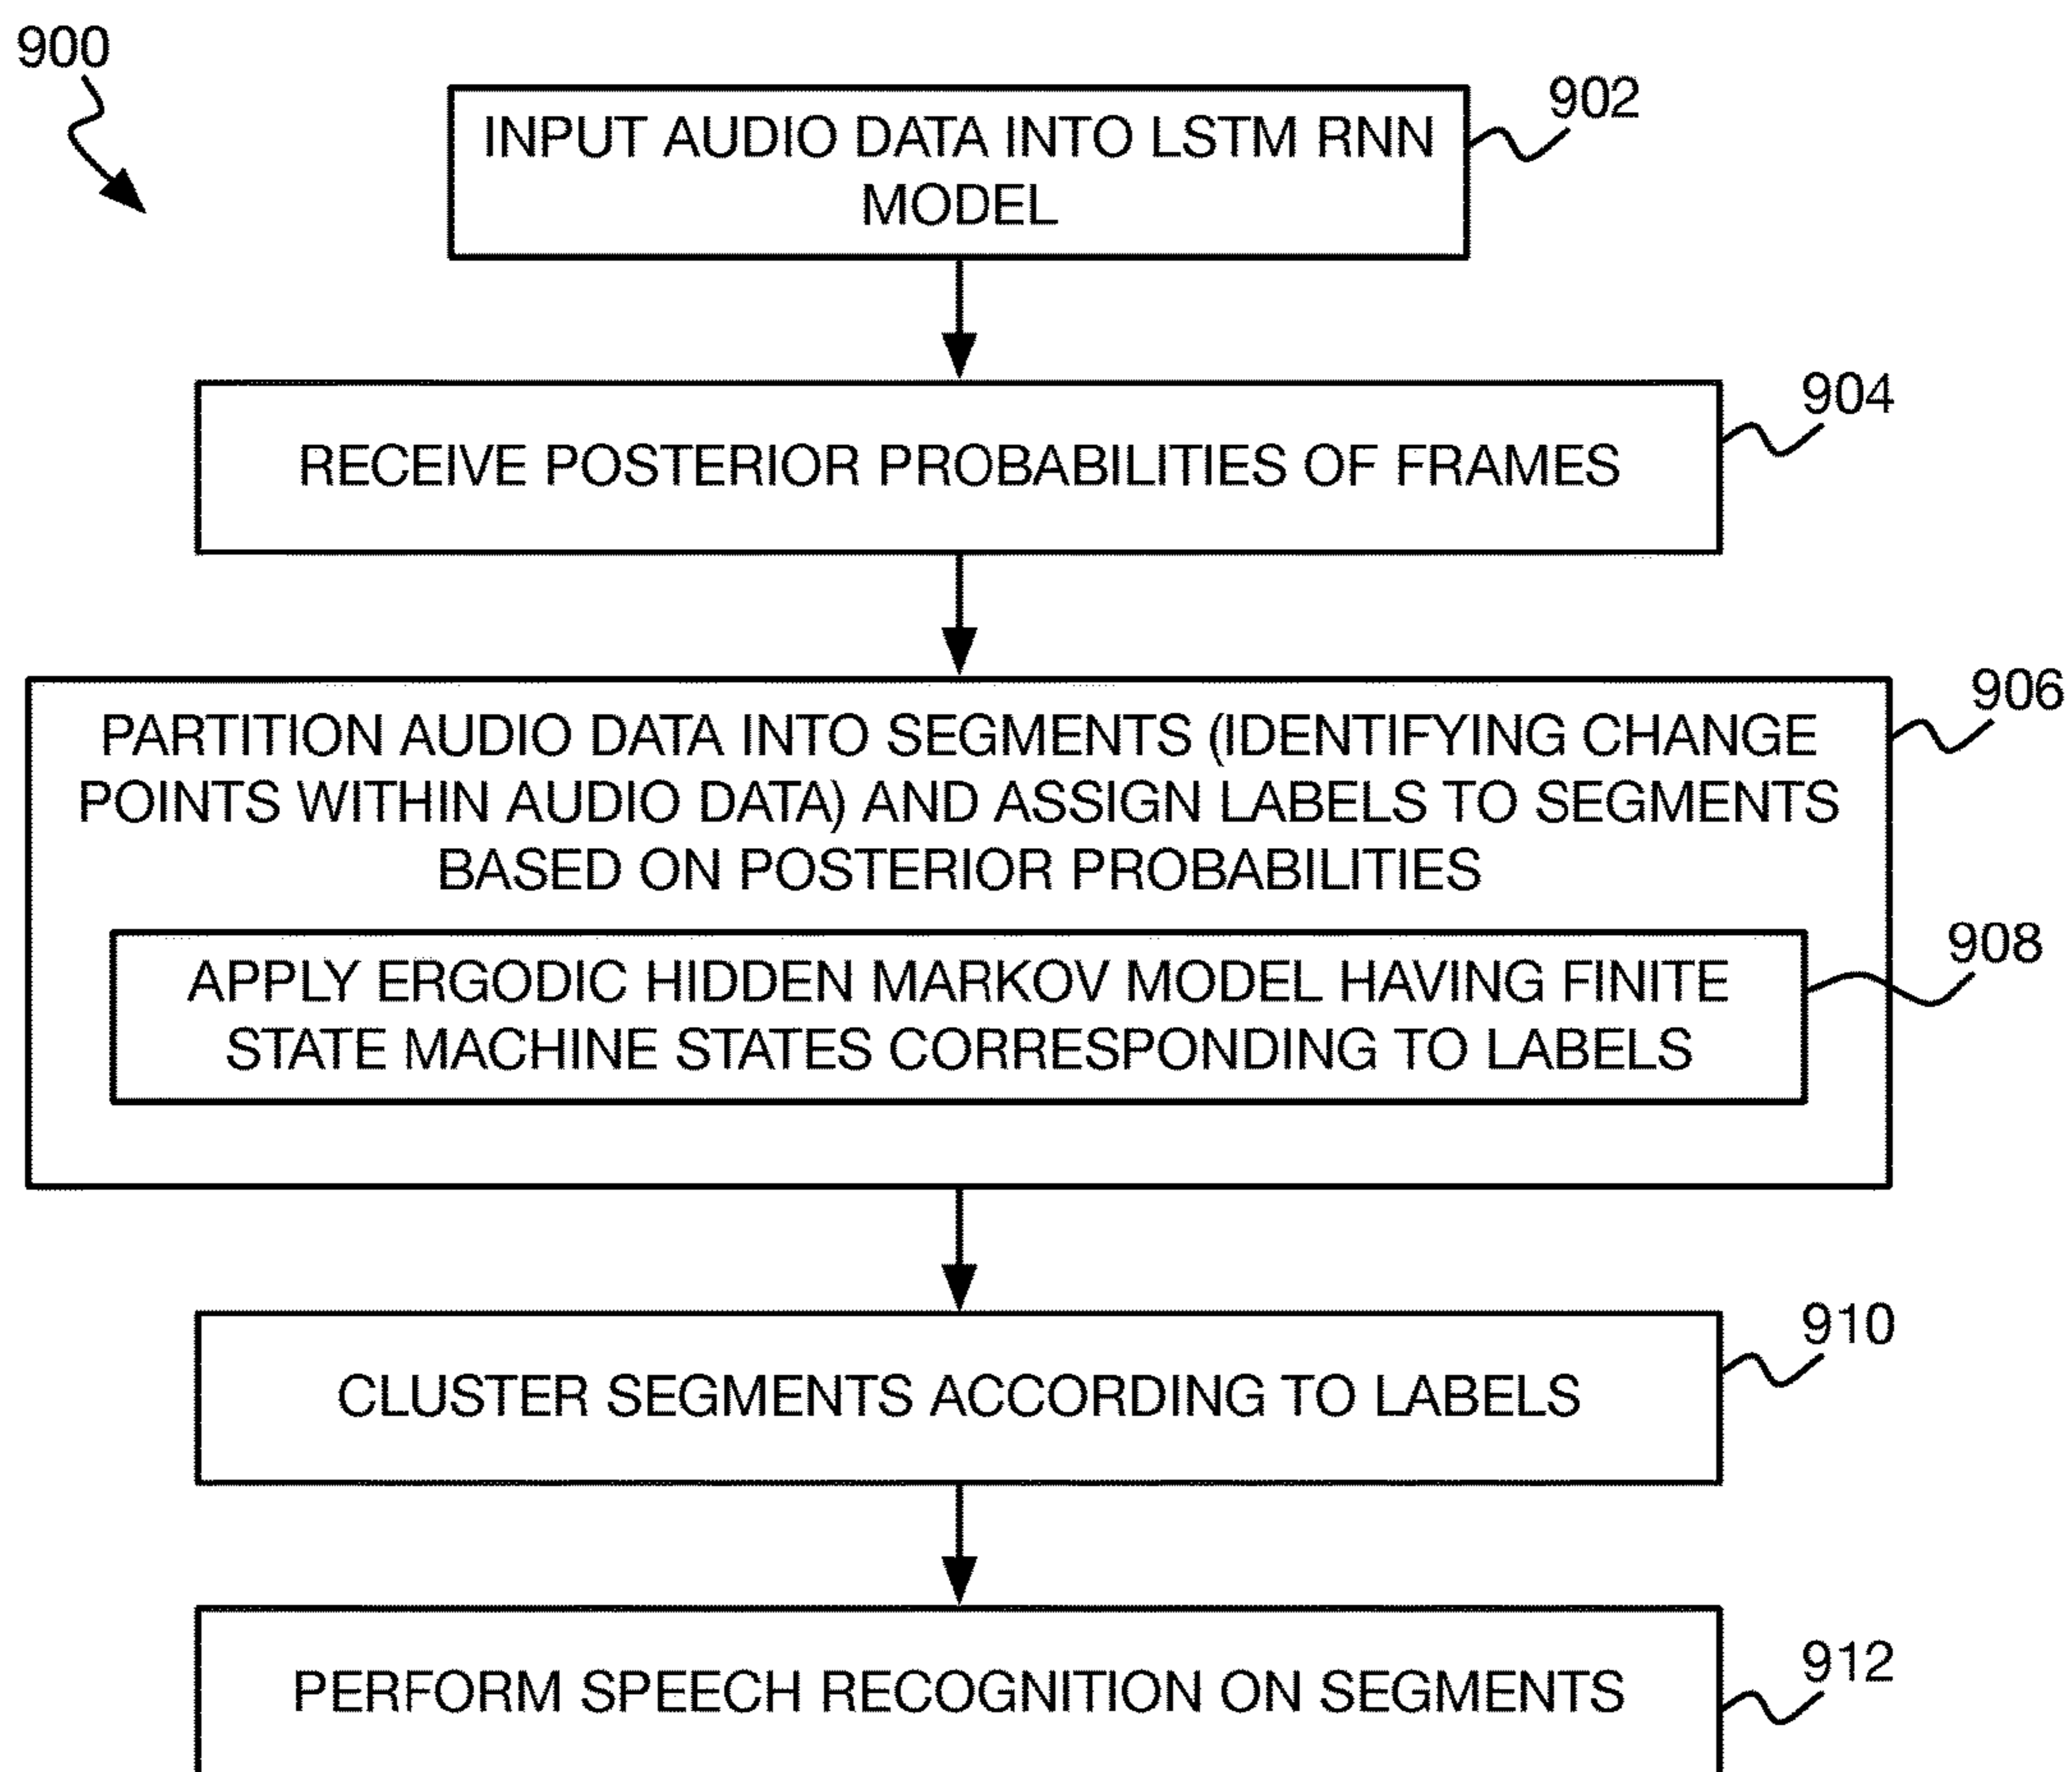 900
902
INPUT AUDIO DATA INTO LSTM RNN
MODEL
904
RECEIVE POSTERIOR PROBABILITIES OF FRAMES
906
PARTITION AUDIO DATA INTO SEGMENTS (IDENTIFYING CHANGE
POINTS WITHIN AUDIO DATA) AND ASSIGN LABELS TO SEGMENTS
BASED ON POSTERIOR PROBABILITIES
908
APPLY ERGODIC HIDDEN MARKOV MODEL HAVING FINITE
STATE MACHINE STATES CORRESPONDING TO LABELS
910
CLUSTER SEGMENTS ACCORDING TO LABELS
912
PERFORM SPEECH RECOGNITION ON SEGMENTS